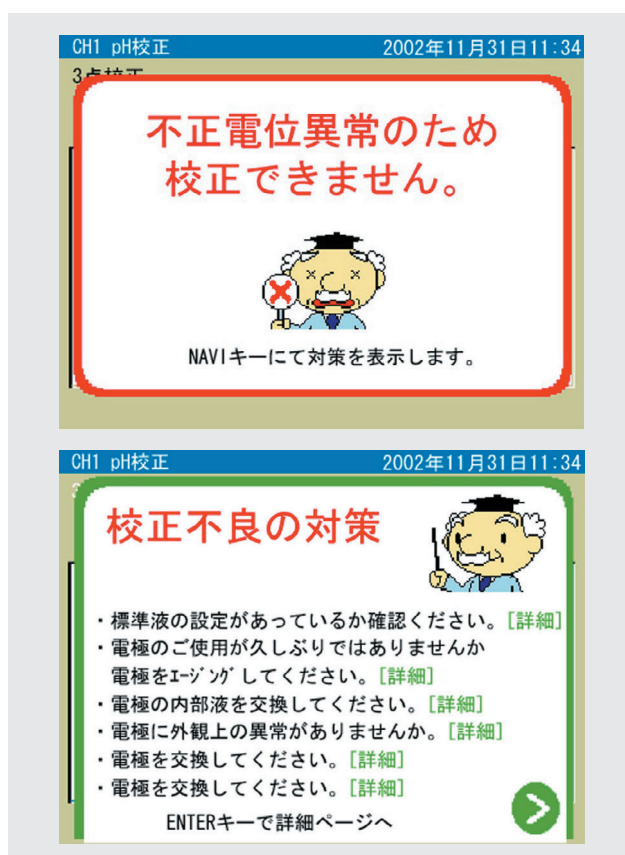 CH1 pH校正 2002年11月31日11:34
3点校正
不正電位異常のため
校正できません。
NAVIキーにて対策を表示します。
CH1 pH校正 2002年11月31日11:34
校正不良の対策
・標準液の設定があっているか確認ください。[詳細]
・電極のご使用が久しぶりではありませんか
電極をｴｰｼﾞﾝｸﾞしてください。[詳細]
・電極の内部液を交換してください。[詳細]
・電極に外観上の異常がありませんか。[詳細]
・電極を交換してください。[詳細]
・電極を交換してください。[詳細]
ENTERキーで詳細ページへ